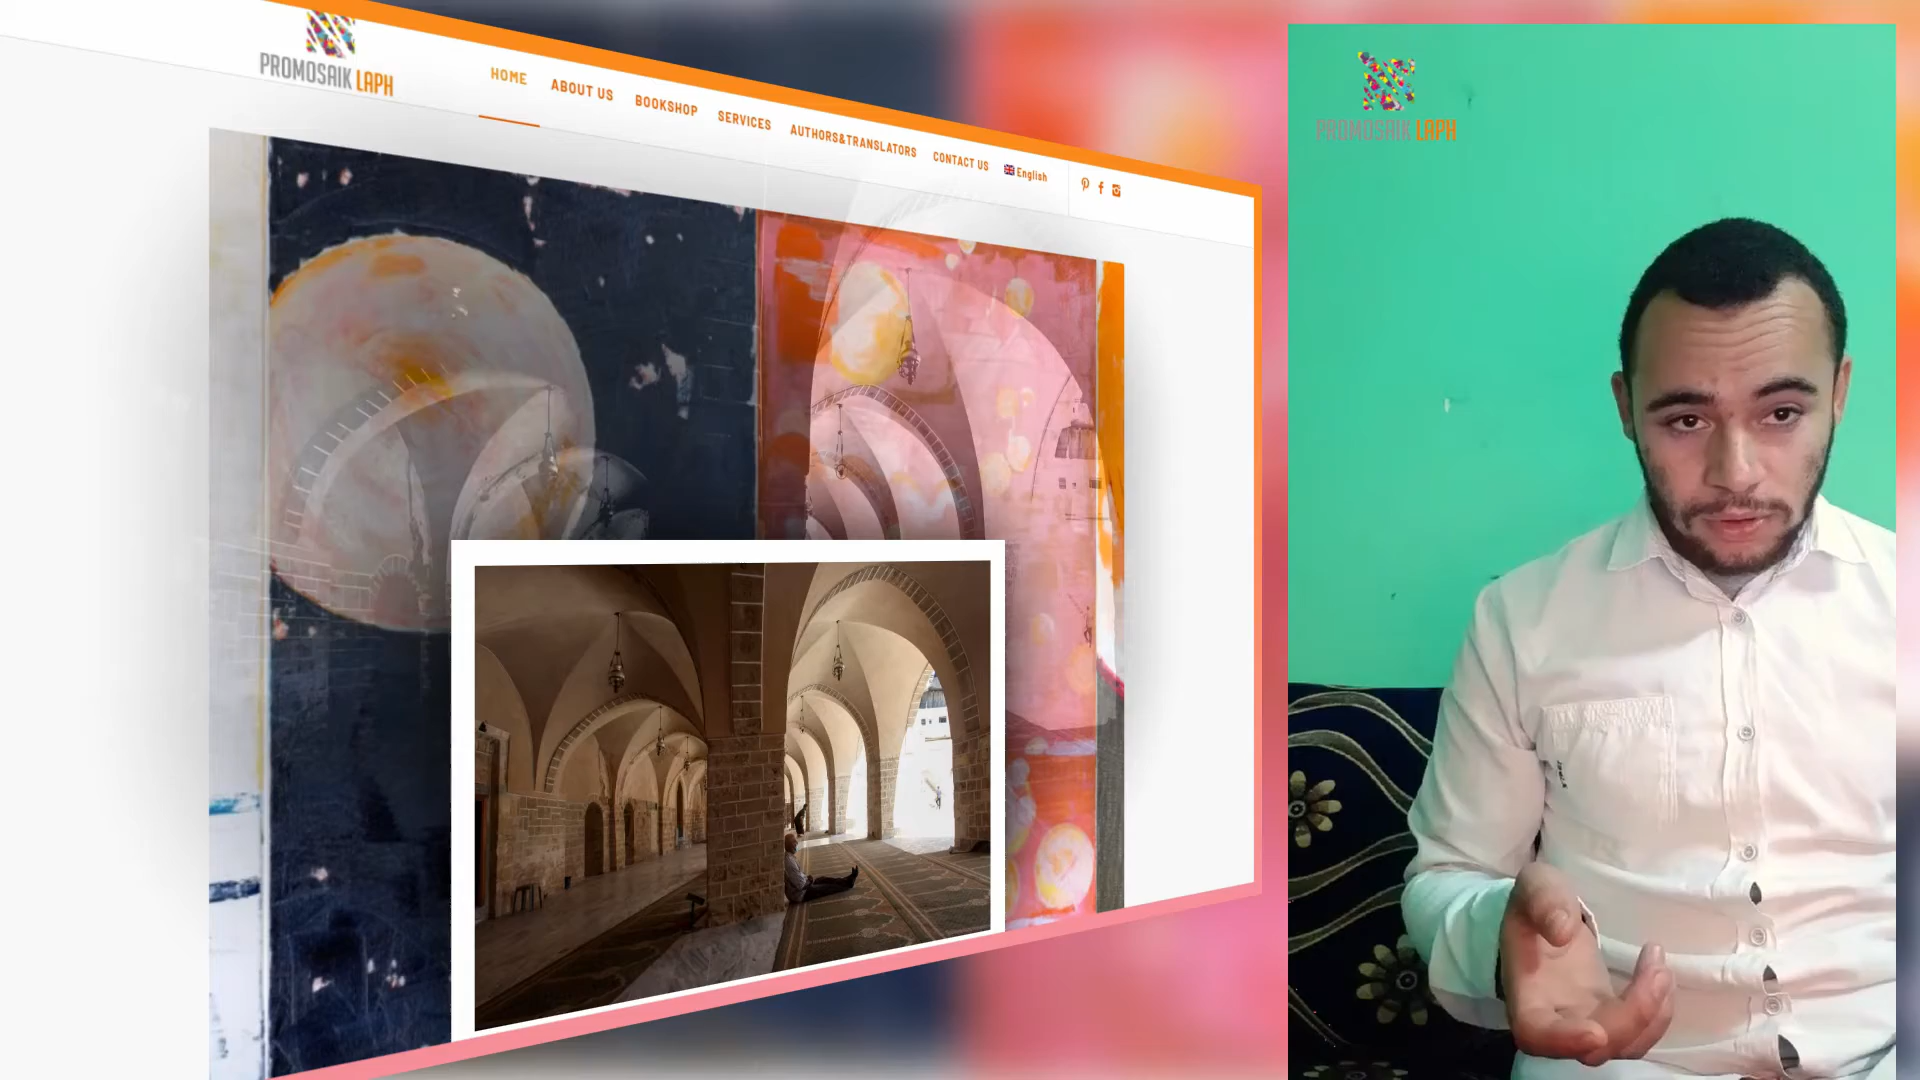 PROMOSAIK LAPH
HOME
ABOUT US
BOOKSHOP
SERVICES
AUTHORS&TRANSLATORS
CONTACT US
English
PROMOSAIK LAPH